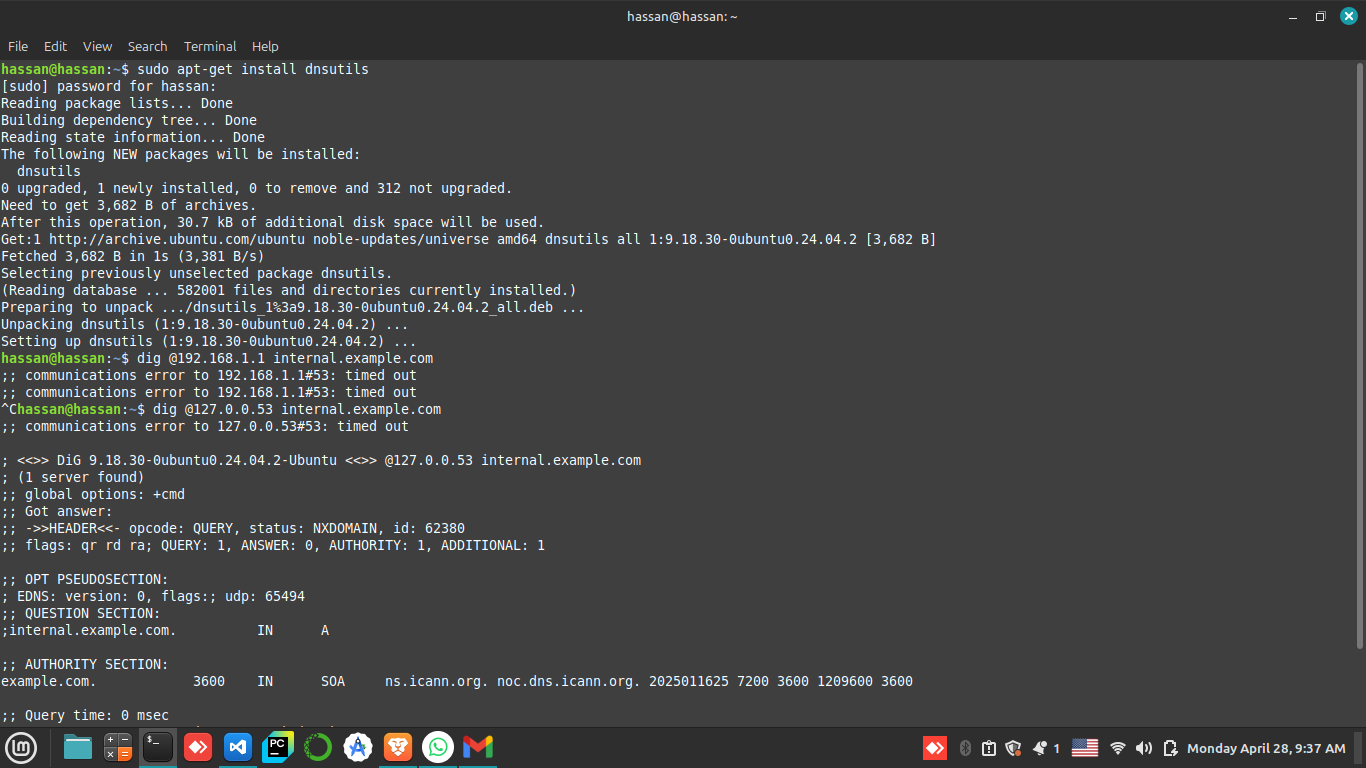 hassan@hassan: ~
File Edit View Search Terminal Help
hassan@hassan:~$ sudo apt-get install dnsutils
[sudo] password for hassan:
Reading package lists... Done
Building dependency tree... Done
Reading state information... Done
The following NEW packages will be installed:
  dnsutils
0 upgraded, 1 newly installed, 0 to remove and 312 not upgraded.
Need to get 3,682 B of archives.
After this operation, 30.7 kB of additional disk space will be used.
Get:1 http://archive.ubuntu.com/ubuntu noble-updates/universe amd64 dnsutils all 1:9.18.30-0ubuntu0.24.04.2 [3,682 B]
Fetched 3,682 B in 1s (3,381 B/s)
Selecting previously unselected package dnsutils.
(Reading database ... 582001 files and directories currently installed.)
Preparing to unpack .../dnsutils_1%3a9.18.30-0ubuntu0.24.04.2_all.deb ...
Unpacking dnsutils (1:9.18.30-0ubuntu0.24.04.2) ...
Setting up dnsutils (1:9.18.30-0ubuntu0.24.04.2) ...
hassan@hassan:~$ dig @192.168.1.1 internal.example.com
;; communications error to 192.168.1.1#53: timed out
;; communications error to 192.168.1.1#53: timed out
^Chassan@hassan:~$ dig @127.0.0.53 internal.example.com
;; communications error to 127.0.0.53#53: timed out

; <<>> DiG 9.18.30-0ubuntu0.24.04.2-Ubuntu <<>> @127.0.0.53 internal.example.com
; (1 server found)
;; global options: +cmd
;; Got answer:
;; ->>HEADER<<- opcode: QUERY, status: NXDOMAIN, id: 62380
;; flags: qr rd ra; QUERY: 1, ANSWER: 0, AUTHORITY: 1, ADDITIONAL: 1

;; OPT PSEUDOSECTION:
; EDNS: version: 0, flags:; udp: 65494
;; QUESTION SECTION:
;internal.example.com. IN A

;; AUTHORITY SECTION:
example.com. 3600 IN SOA ns.icann.org. noc.dns.icann.org. 2025011625 7200 3600 1209600 3600

;; Query time: 0 msec
$_
PC
1
Monday April 28, 9:37 AM